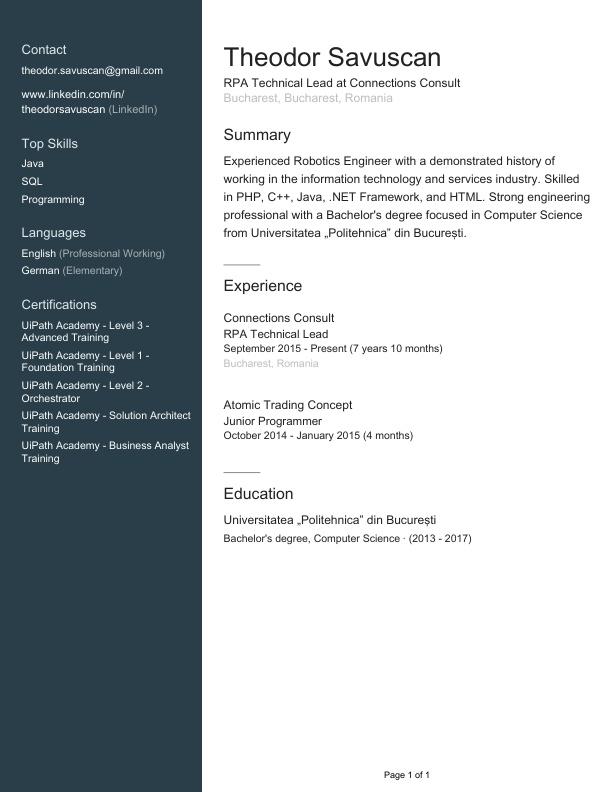 Contact
theodor.savuscan@gmail.com
www.linkedin.com/in/
theodorsavuscan (LinkedIn)
Top Skills
Java
SQL
Programming
Languages
English (Professional Working)
German (Elementary)
Certifications
UiPath Academy - Level 3 -
Advanced Training
UiPath Academy - Level 1 -
Foundation Training
UiPath Academy - Level 2 -
Orchestrator
UiPath Academy - Solution Architect
Training
UiPath Academy - Business Analyst
Training
Theodor Savuscan
RPA Technical Lead at Connections Consult
Bucharest, Bucharest, Romania
Summary
Experienced Robotics Engineer with a demonstrated history of
working in the information technology and services industry. Skilled
in PHP, C++, Java, .NET Framework, and HTML. Strong engineering
professional with a Bachelor's degree focused in Computer Science
from Universitatea „Politehnica” din București.
Experience
Connections Consult
RPA Technical Lead
September 2015 - Present (7 years 10 months)
Bucharest, Romania
Atomic Trading Concept
Junior Programmer
October 2014 - January 2015 (4 months)
Education
Universitatea „Politehnica” din București
Bachelor's degree, Computer Science · (2013 - 2017)
Page 1 of 1